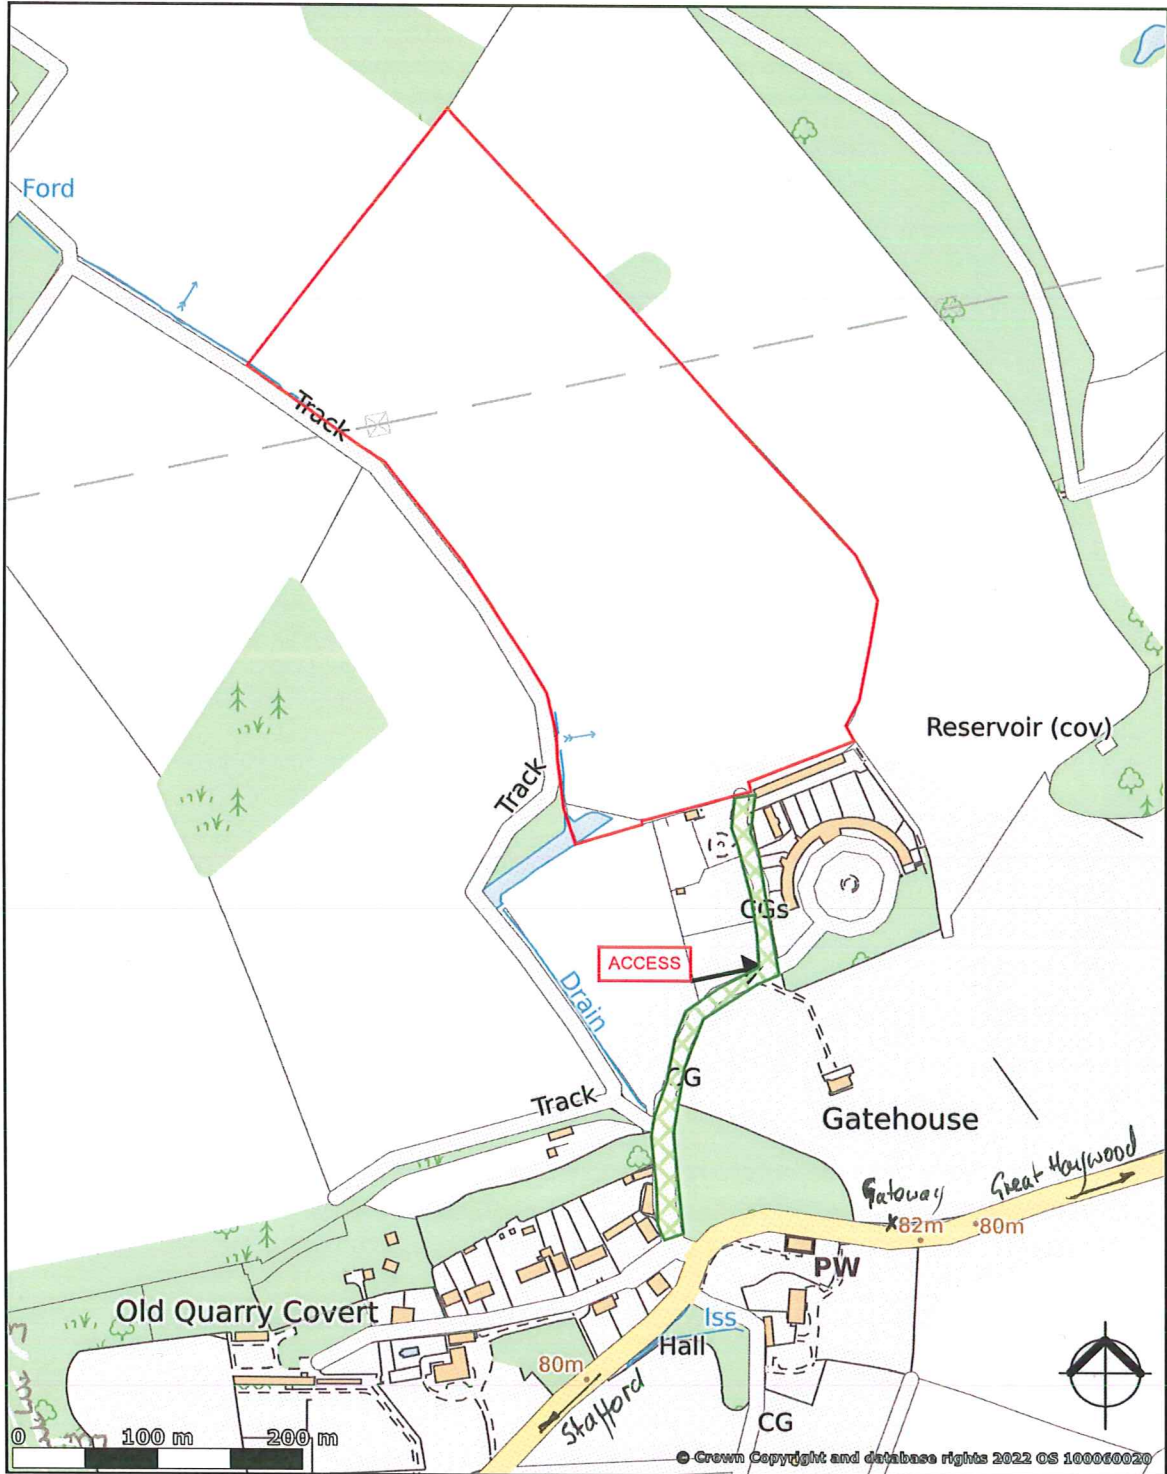 Ford
Track
Reservoir (cov)
Track
CGs
ACCESS
Drain
CG
Track
Gatehouse
Great Haywood
Gateway
x82m
80m
PW
Old Quarry Covert
Iss
Hall
80m
Stafford
CG
0 100 m 200 m
© Crown Copyright and database rights 2022 OS 100060020